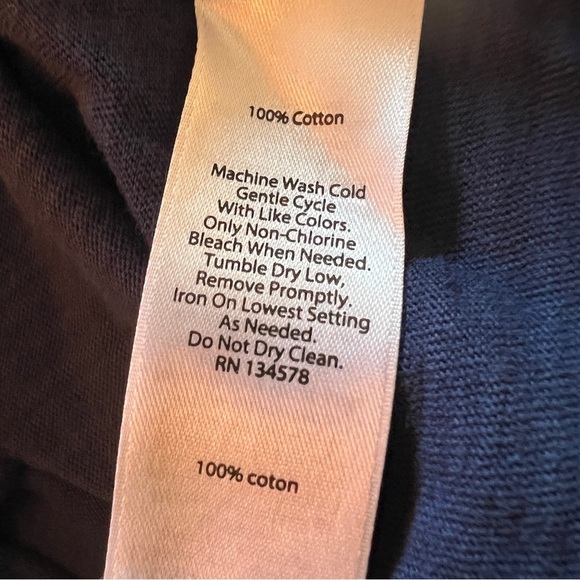 100% Cotton
Machine Wash Cold
Gentle Cycle
With Like Colors.
Only Non-Chlorine
Bleach When Needed.
Tumble Dry Low,
Remove Promptly.
Iron On Lowest Setting
As Needed.
Do Not Dry Clean.
RN 134578
100% coton